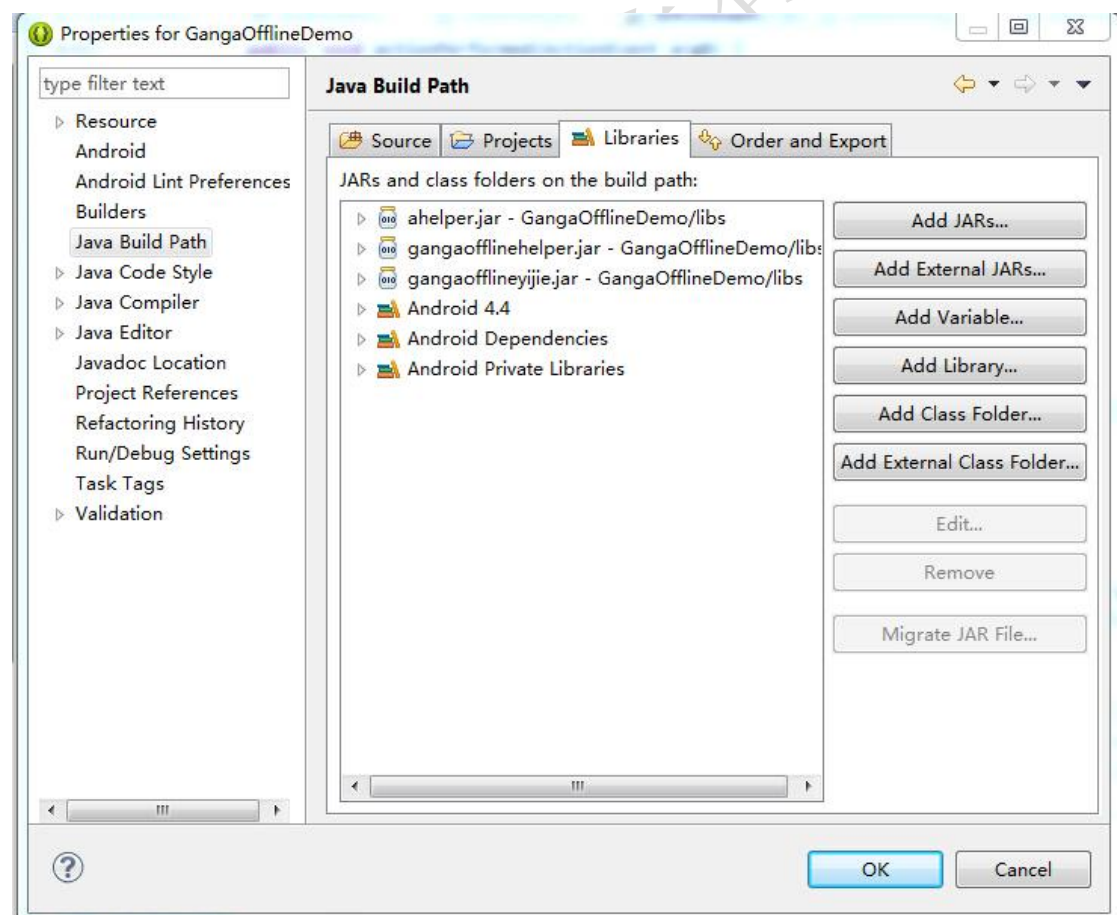 Properties for GangaOfflineDemo
type filter text
Resource
Android
Android Lint Preferences
Builders
Java Build Path
Java Code Style
Java Compiler
Java Editor
Javadoc Location
Project References
Refactoring History
Run/Debug Settings
Task Tags
Validation
Java Build Path
Source
Projects
Libraries
Order and Export
JARs and class folders on the build path:
ahelper.jar - GangaOfflineDemo/libs
gangaofflinehelper.jar - GangaOfflineDemo/libs
gangaofflineyijie.jar - GangaOfflineDemo/libs
Android 4.4
Android Dependencies
Android Private Libraries
Add JARs...
Add External JARs...
Add Variable...
Add Library...
Add Class Folder...
Add External Class Folder...
Edit...
Remove
Migrate JAR File...
OK
Cancel